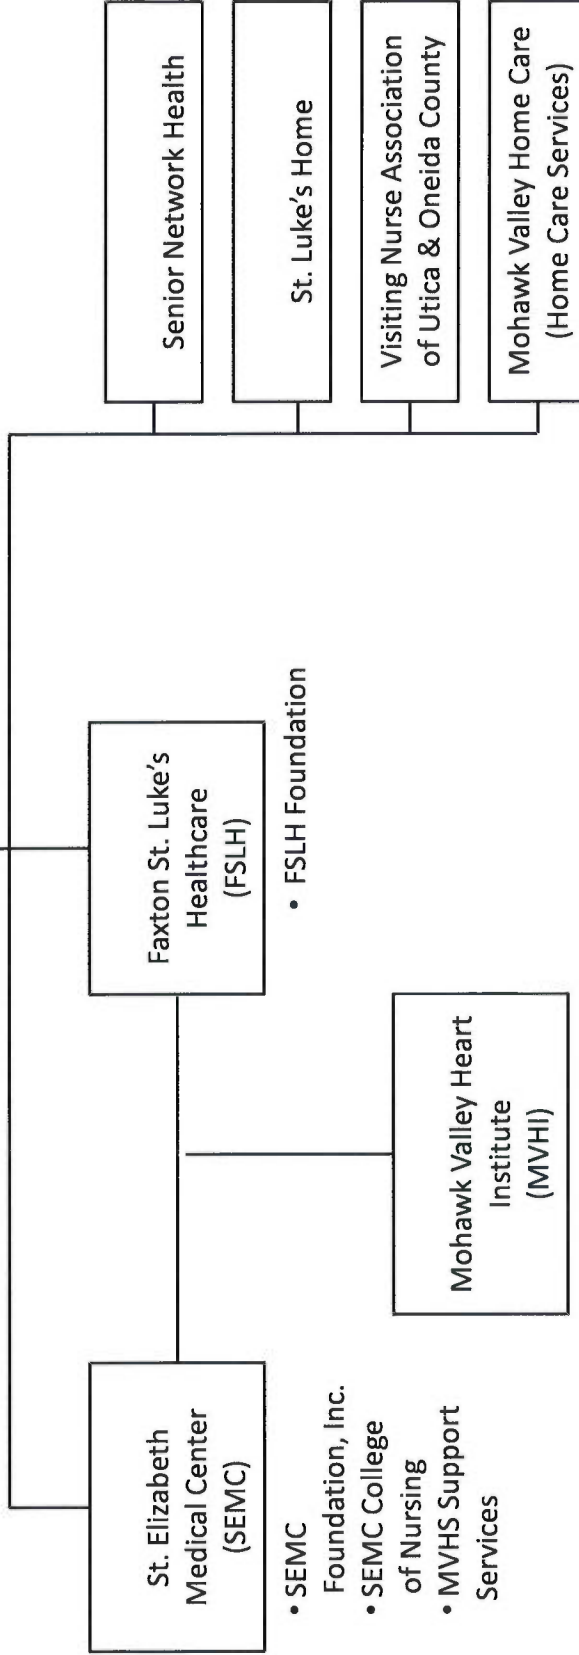 St. Elizabeth
Medical Center
(SEMC)
• SEMC
Foundation, Inc.
• SEMC College
of Nursing
• MVHS Support
Services
Faxton St. Luke's
Healthcare
(FSLH)
• FSLH Foundation
Mohawk Valley Heart
Institute
(MVHI)
Senior Network Health
St. Luke's Home
Visiting Nurse Association
of Utica & Oneida County
Mohawk Valley Home Care
(Home Care Services)